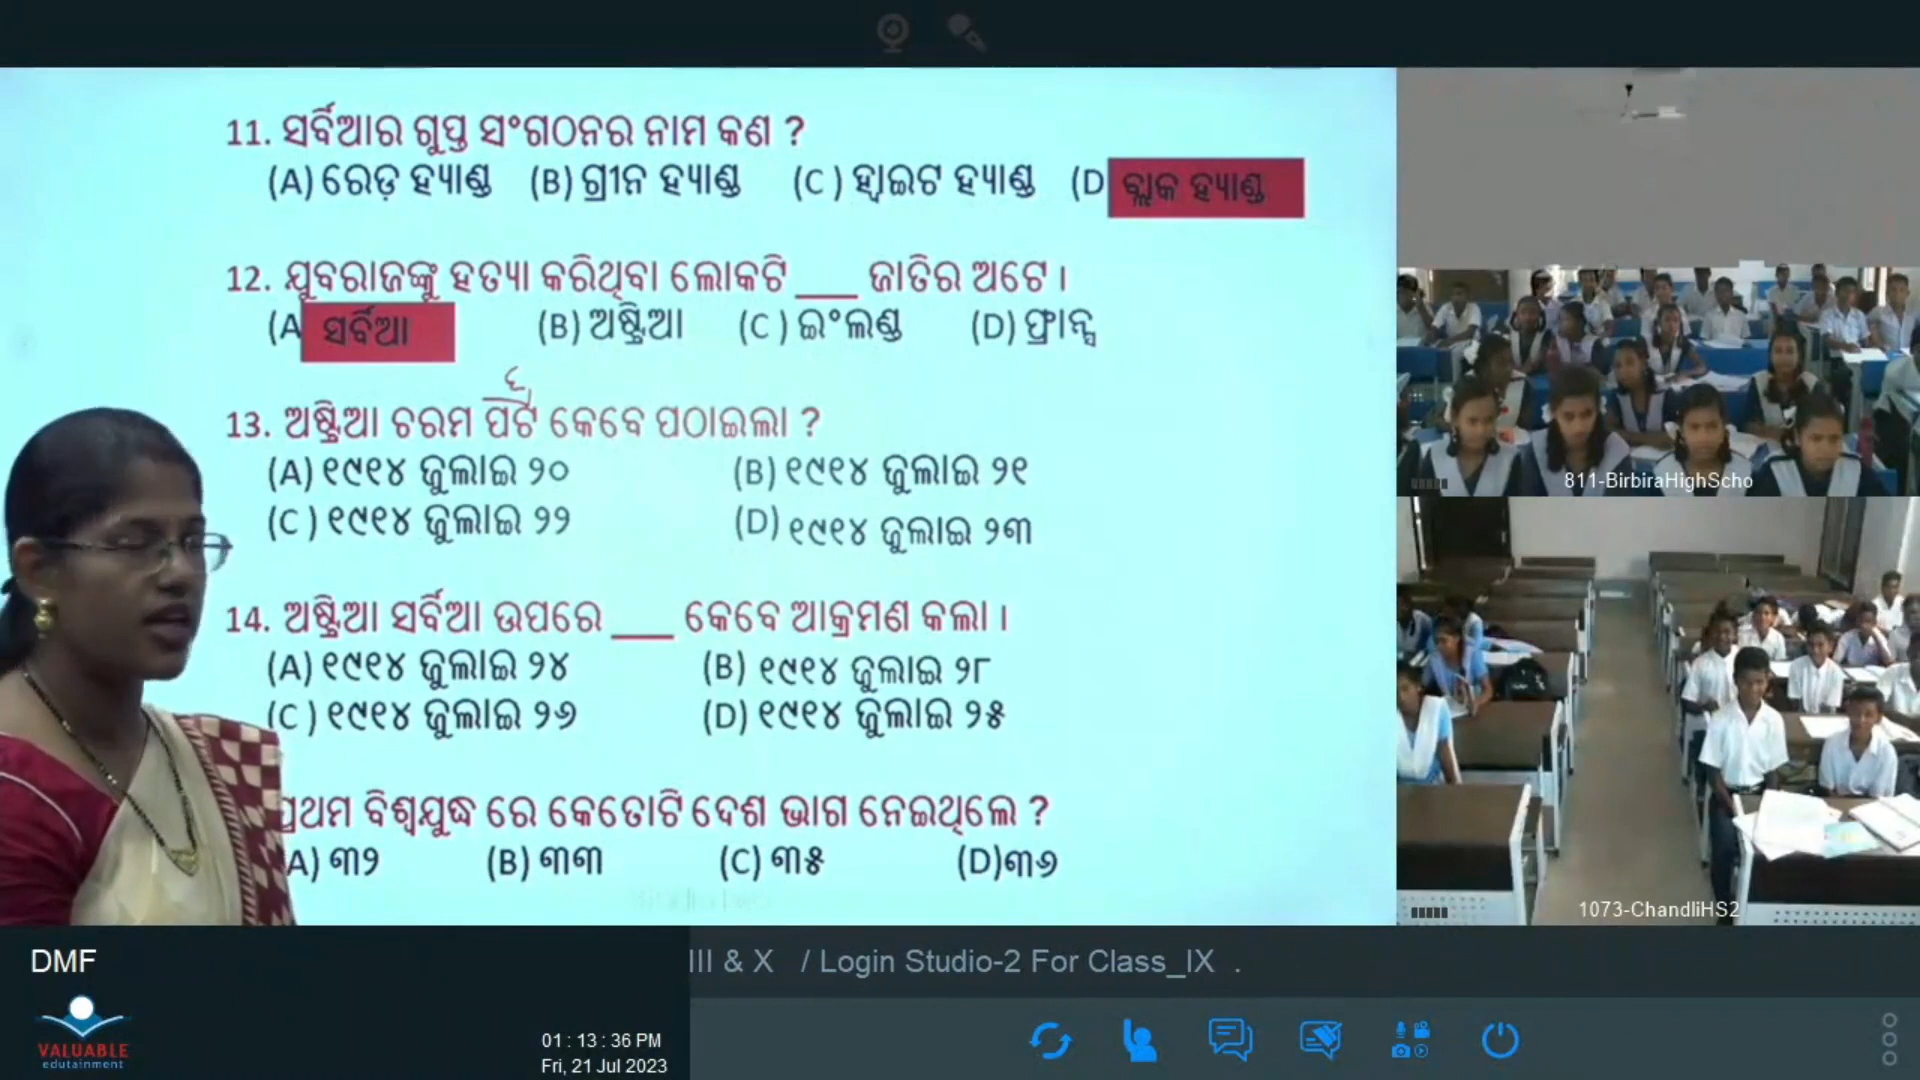 11. ସର୍ବିଆର ଗୁପ୍ତ ସଂଗଠନର ନାମ କଣ ?
(A) ରେଡ଼ ହ୍ୟାଣ୍ଡ (B) ଗ୍ରୀନ ହ୍ୟାଣ୍ଡ (C ) ହ୍ୱାଇଟ ହ୍ୟାଣ୍ଡ (D ବ୍ଲାକ ହ୍ୟାଣ୍ଡ
12. ଯୁବରାଜଙ୍କୁ ହତ୍ୟା କରିଥିବା ଲୋକଟି ___ ଜାତିର ଅଟେ ।
(A ସର୍ବିଆ (B) ଅଷ୍ଟ୍ରିଆ (C ) ଇଂଲଣ୍ଡ (D) ଫ୍ରାନ୍ସ
13. ଅଷ୍ଟ୍ରିଆ ଚରମ ପର୍ଟ କେବେ ପଠାଇଲା ?
(A) ୧୯୧୪ ଜୁଲାଇ ୨୦ (B) ୧୯୧୪ ଜୁଲାଇ ୨୧
(C ) ୧୯୧୪ ଜୁଲାଇ ୨୨ (D) ୧୯୧୪ ଜୁଲାଇ ୨୩
14. ଅଷ୍ଟ୍ରିଆ ସର୍ବିଆ ଉପରେ ___ କେବେ ଆକ୍ରମଣ କଲା ।
(A) ୧୯୧୪ ଜୁଲାଇ ୨୪ (B) ୧୯୧୪ ଜୁଲାଇ ୨୮
(C ) ୧୯୧୪ ଜୁଲାଇ ୨୬ (D) ୧୯୧୪ ଜୁଲାଇ ୨୫
ପ୍ରଥମ ବିଶ୍ୱଯୁଦ୍ଧ ରେ କେତୋଟି ଦେଶ ଭାଗ ନେଇଥିଲେ ?
A) ୩୨ (B) ୩୩ (C) ୩୫ (D)୩୬
811-BirbiraHighScho
1073-ChandliHS2
DMF
III & X / Login Studio-2 For Class_IX .
VALUABLE
edutainment
01 : 13 : 36 PM
Fri, 21 Jul 2023